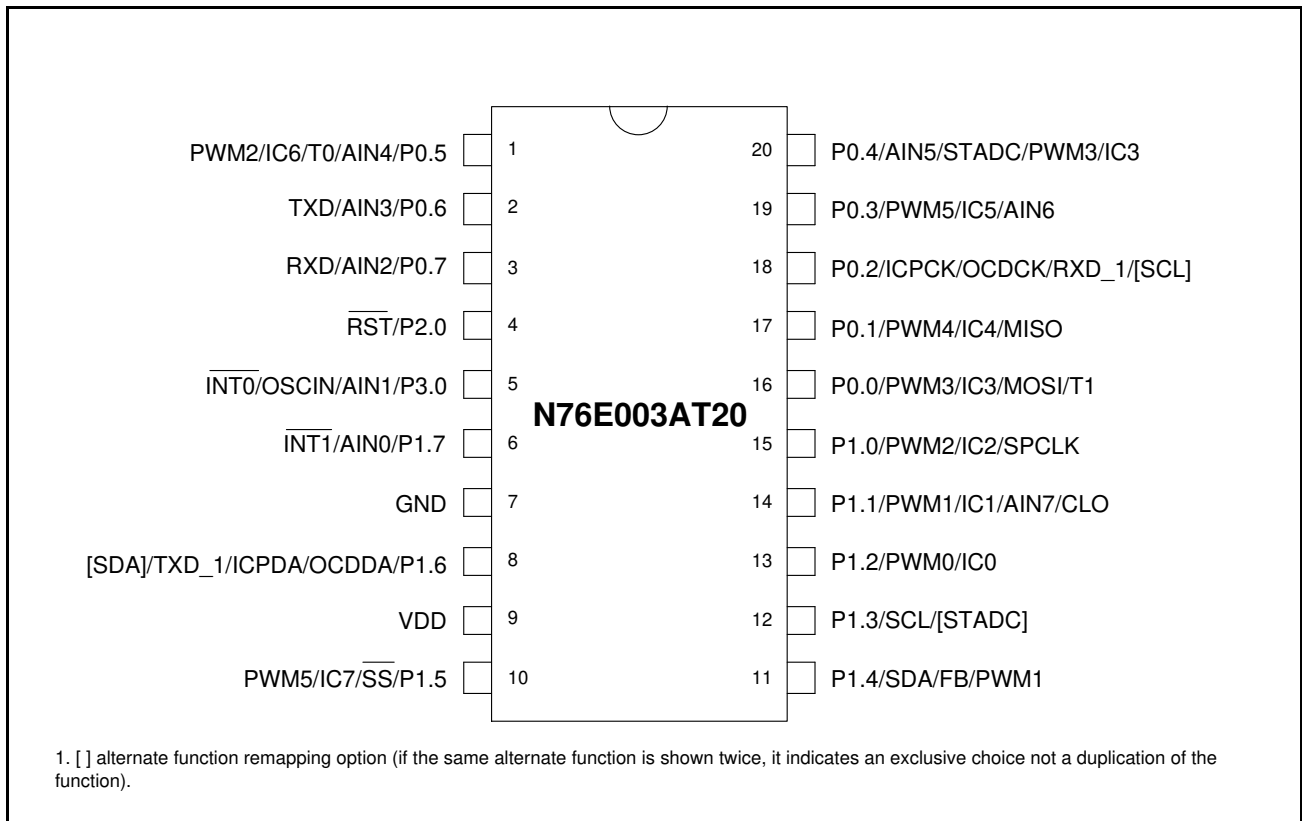 PWM2/IC6/T0/AIN4/P0.5 1 20 P0.4/AIN5/STADC/PWM3/IC3
TXD/AIN3/P0.6 2 19 P0.3/PWM5/IC5/AIN6
RXD/AIN2/P0.7 3 18 P0.2/ICPCK/OCDCK/RXD_1/[SCL]
RST/P2.0 4 17 P0.1/PWM4/IC4/MISO
INT0/OSCIN/AIN1/P3.0 5 16 P0.0/PWM3/IC3/MOSI/T1
N76E003AT20
INT1/AIN0/P1.7 6 15 P1.0/PWM2/IC2/SPCLK
GND 7 14 P1.1/PWM1/IC1/AIN7/CLO
[SDA]/TXD_1/ICPDA/OCDDA/P1.6 8 13 P1.2/PWM0/IC0
VDD 9 12 P1.3/SCL/[STADC]
PWM5/IC7/SS/P1.5 10 11 P1.4/SDA/FB/PWM1
1. [ ] alternate function remapping option (if the same alternate function is shown twice, it indicates an exclusive choice not a duplication of the
function).